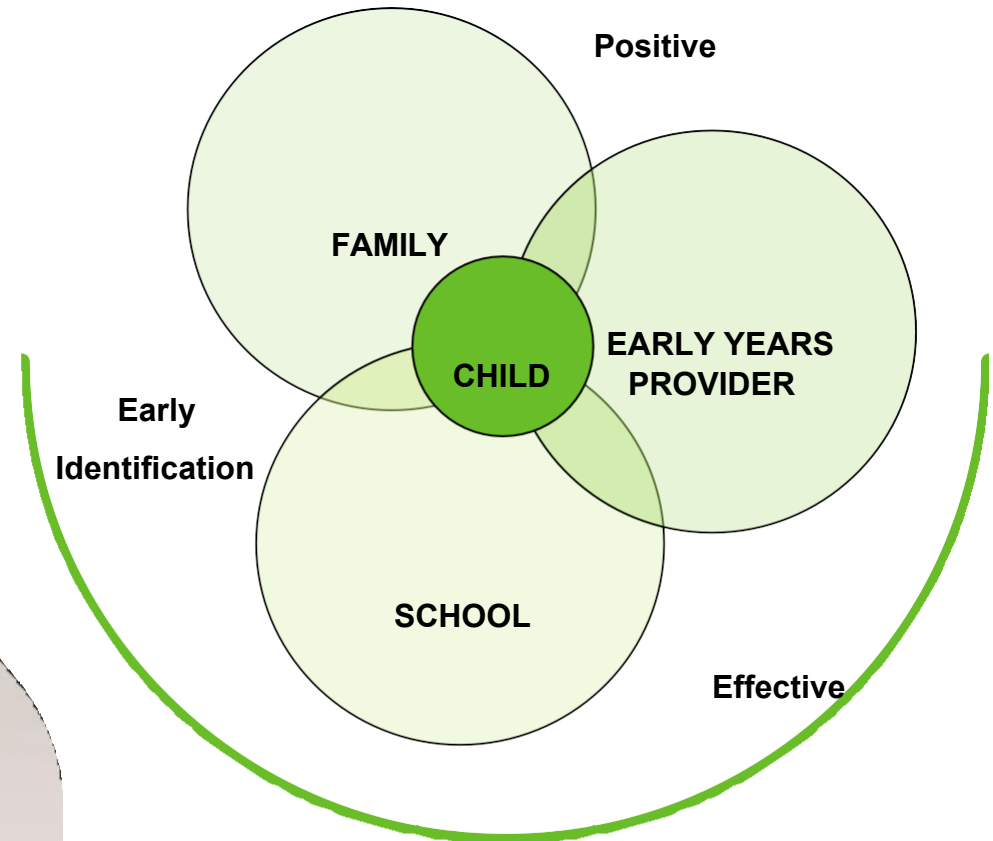 Positive
FAMILY
EARLY YEARS
PROVIDER
CHILD
Early
Identification
SCHOOL
Effective